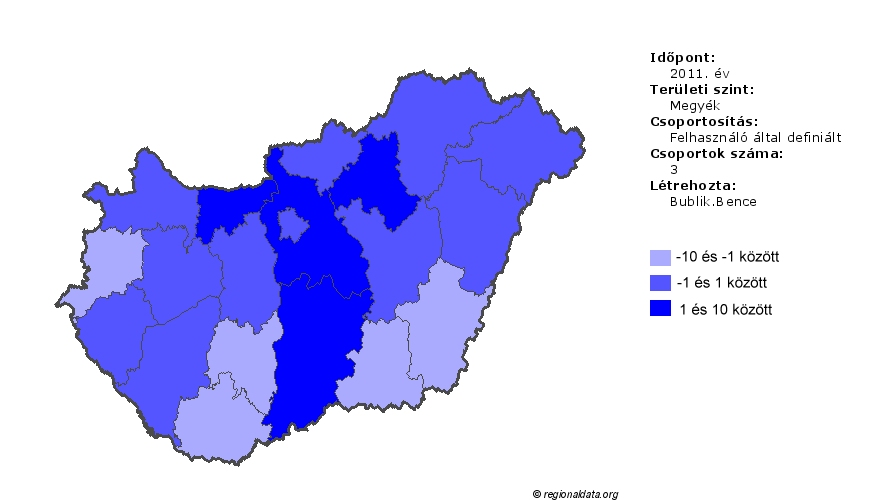 Időpont:
2011. év
Területi szint:
Megyék
Csoportosítás:
Felhasználó által definiált
Csoportok száma:
3
Létrehozta:
Bublik.Bence
-10 és -1 között
-1 és 1 között
1 és 10 között
© regionaldata.org